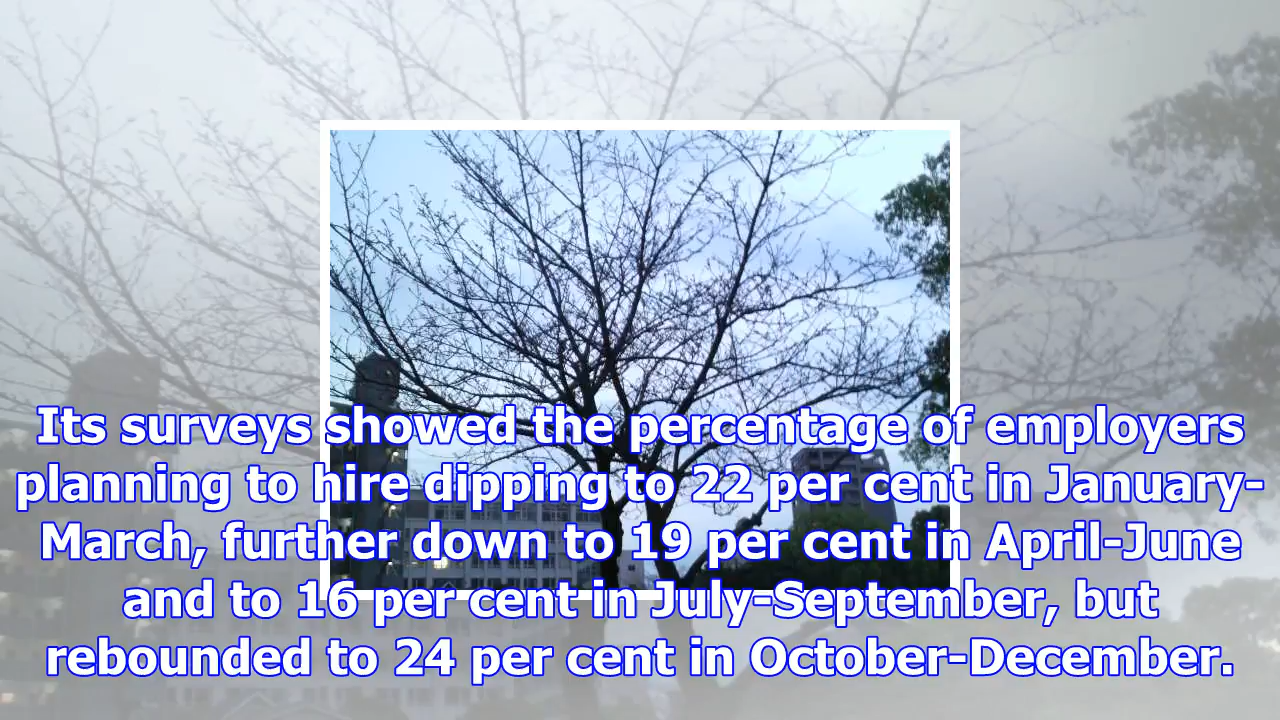 Its surveys showed the percentage of employers
planning to hire dipping to 22 per cent in January-
March, further down to 19 per cent in April-June
and to 16 per cent in July-September, but
rebounded to 24 per cent in October-December.